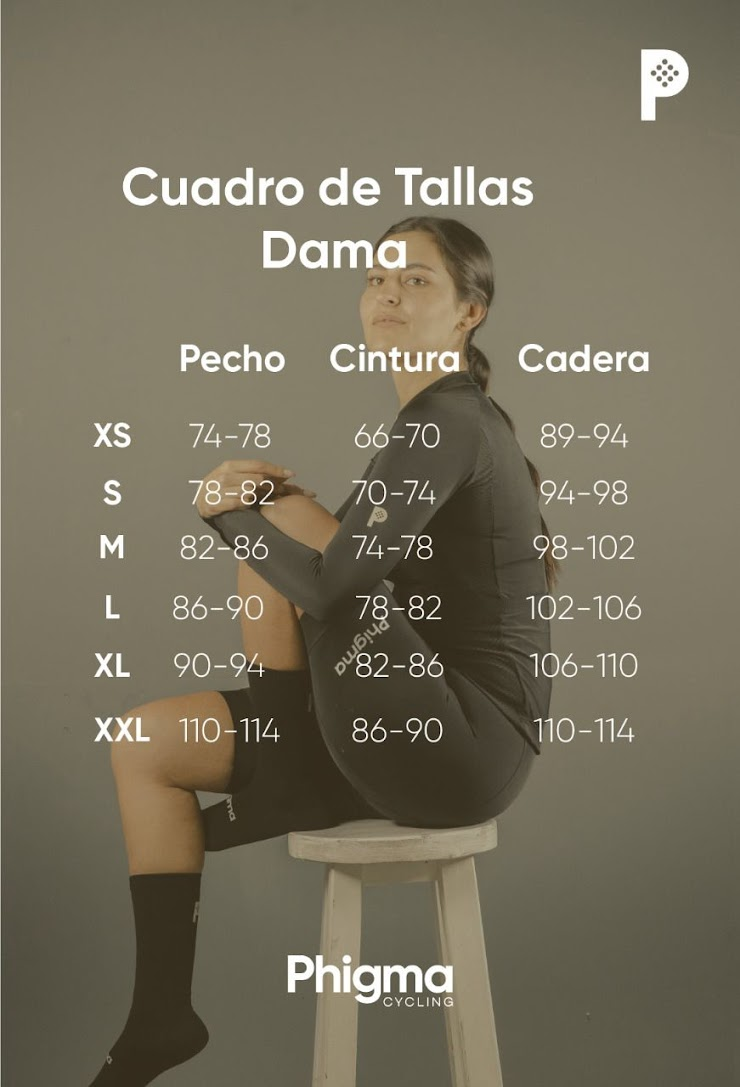 Cuadro de Tallas
Dama
Pecho Cintura Cadera
XS 74-78 66-70 89-94
S 78-82 70-74 94-98
M 82-86 74-78 98-102
L 86-90 78-82 102-106
XL 90-94 82-86 106-110
XXL 110-114 86-90 110-114
Phigma
Phigma
CYCLING